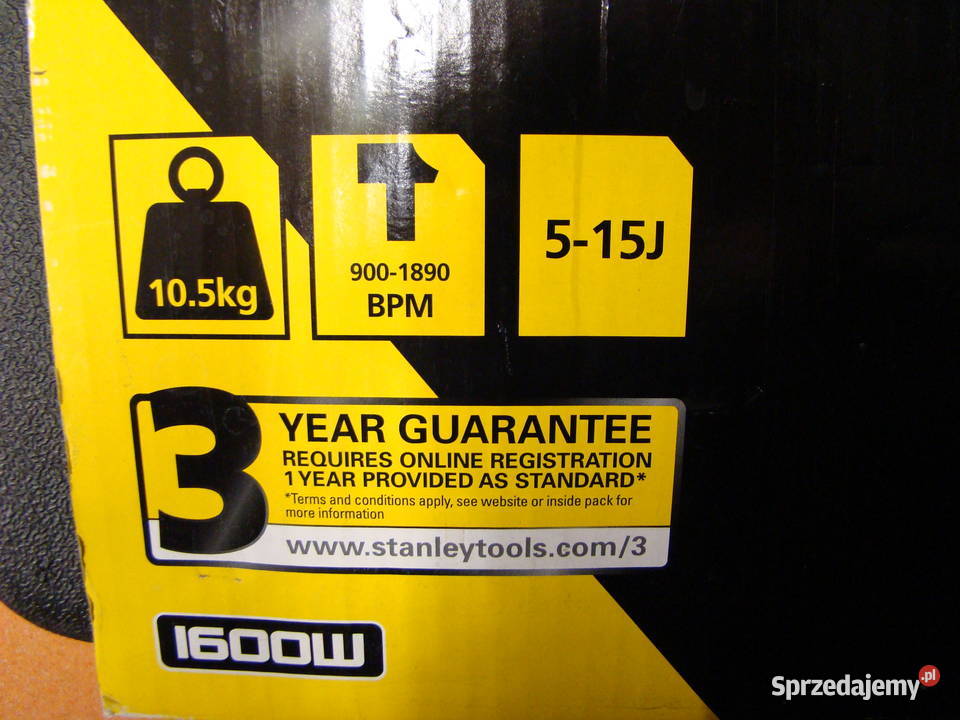 10.5kg
900-1890
BPM
5-15J
3
YEAR GUARANTEE
REQUIRES ONLINE REGISTRATION
1 YEAR PROVIDED AS STANDARD*
*Terms and conditions apply, see website or inside pack for
more information
www.stanleytools.com/3
1600W
Sprzedajemy.pl